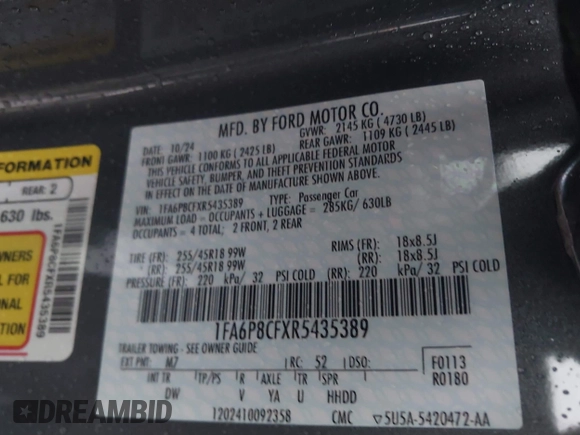 MFD. BY FORD MOTOR CO.
DATE: 10/24 GVWR: 2145 KG ( 4730 LB)
FRONT GAWR: 1100 KG ( 2425 LB) REAR GAWR: 1109 KG ( 2445 LB)
THIS VEHICLE CONFORMS TO ALL APPLICABLE FEDERAL MOTOR
VEHICLE SAFETY, BUMPER, AND THEFT PREVENTION STANDARDS
IN EFFECT ON THE DATE OF MANUFACTURE SHOWN ABOVE.
VIN: 1FA6P8CFXR5435389 TYPE: Passenger Car
MAXIMUM LOAD = OCCUPANTS + LUGGAGE = 285KG/ 630LB
OCCUPANTS = 4 TOTAL; 2 FRONT, 2 REAR
TIRE (FR): 255/45R18 99W RIMS (FR): 18x8.5J
(RR): 255/45R18 99W (RR): 18x8.5J
PRESSURE (FR): 220 kPa/ 32 PSI COLD (RR): 220 kPa/ 32 PSI COLD
1FA6P8CFXR5435389
TRAILER TOWING - SEE OWNER GUIDE
EXT PNT: M7 RC: 52 DSO: F0113
R0180
INT TR TP/PS R AXLE TR SPR
DW V YA U HHDD
1202410092358 CMC 5U5A-5420472-AA
FORMATION
REAR: 2
630 lbs.
OWNERS
L FOR
ONAL
ON
1FA6P8CFXR5435389
DREAMBID